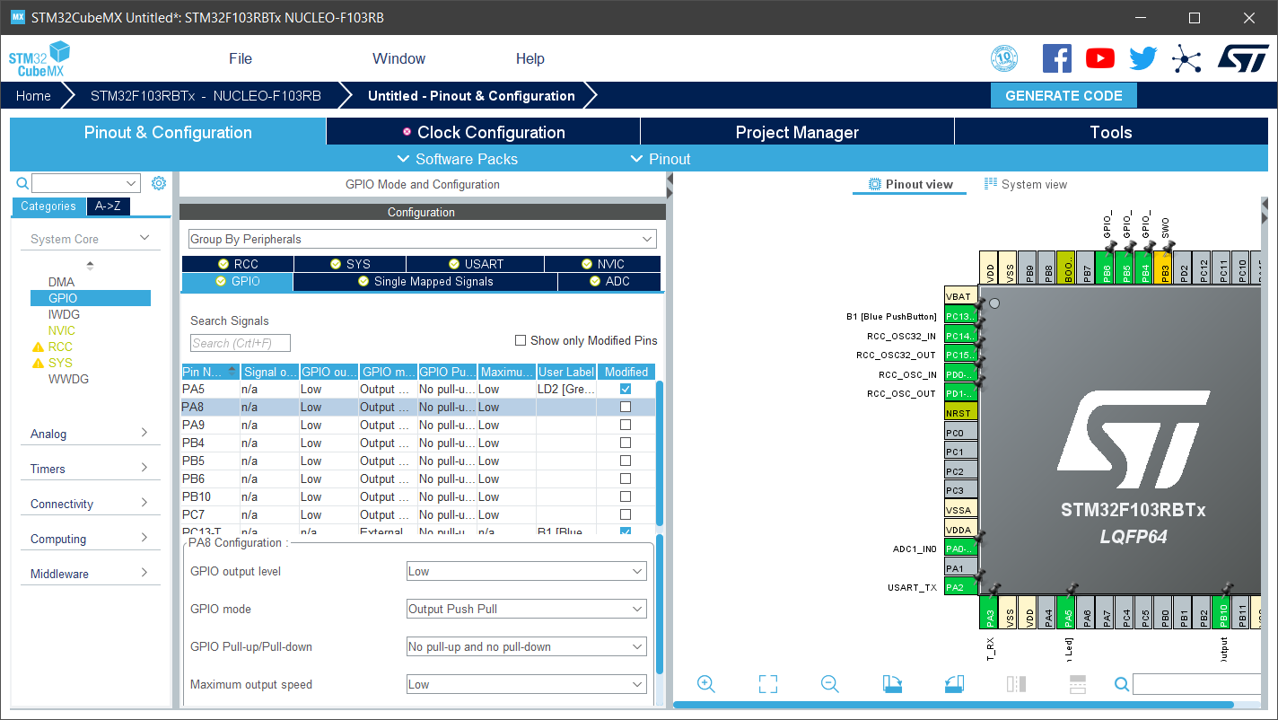 MX STM32CubeMX Untitled*: STM32F103RBTx NUCLEO-F103RB
STM32
CubeMX
File Window Help
10
ST
Home STM32F103RBTx - NUCLEO-F103RB Untitled - Pinout & Configuration GENERATE CODE
Pinout & Configuration Clock Configuration Project Manager Tools
Software Packs Pinout
GPIO Mode and Configuration
Categories A->Z
System Core
DMA
GPIO
IWDG
NVIC
RCC
SYS
WWDG
Analog
Timers
Connectivity
Computing
Middleware
Configuration
Group By Peripherals
RCC SYS USART NVIC
GPIO Single Mapped Signals ADC
Search Signals
Search (Crtl+F) Show only Modified Pins
Pin N... Signal o... GPIO ou... GPIO m... GPIO Pu... Maximu... User Label Modified
PA5 n/a Low Output ... No pull-u... Low LD2 [Gre...
PA8 n/a Low Output ... No pull-u... Low
PA9 n/a Low Output ... No pull-u... Low
PB4 n/a Low Output ... No pull-u... Low
PB5 n/a Low Output ... No pull-u... Low
PB6 n/a Low Output ... No pull-u... Low
PB10 n/a Low Output ... No pull-u... Low
PC7 n/a Low Output ... No pull-u... Low
PC13-T n/a n/a External No pull-u n/a B1 [Blue
PA8 Configuration :
GPIO output level Low
GPIO mode Output Push Pull
GPIO Pull-up/Pull-down No pull-up and no pull-down
Maximum output speed Low
Pinout view System view
GPIO_ GPIO_ GPIO_ SWO
VDD VSS PB9 PB8 BOO... PB7 PB6 PB5 PB4 PB3 PD2 PC12 PC11 PC10
VBAT
B1 [Blue PushButton] PC13..
RCC_OSC32_IN PC14..
RCC_OSC32_OUT PC15..
RCC_OSC_IN PD0-..
RCC_OSC_OUT PD1-..
NRST
PC0
PC1
PC2
PC3
VSSA
VDDA
ADC1_IN0 PA0-..
PA1
USART_TX PA2
ST
STM32F103RBTx
LQFP64
PA3 VSS VDD PA4 PA5 PA6 PA7 PC4 PC5 PB0 PB1 PB2 PB10 PB11
T_RX n Led] utput